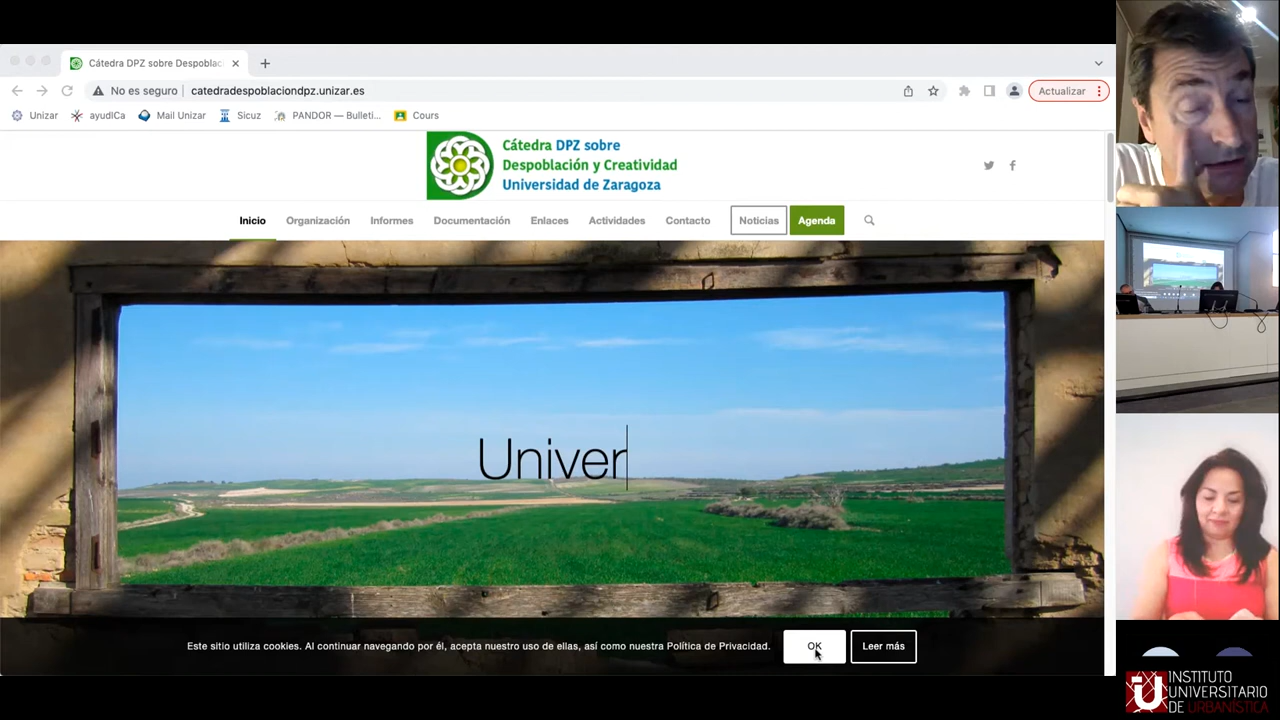 Cátedra DPZ sobre Despoblac
No es seguro
catedradespoblaciondpz.unizar.es
Actualizar
Unizar
ayudICa
Mail Unizar
Sicuz
PANDOR — Bulleti...
Cours
Cátedra DPZ sobre
Despoblación y Creatividad
Universidad de Zaragoza
Inicio
Organización
Informes
Documentación
Enlaces
Actividades
Contacto
Noticias
Agenda
Univer
Este sitio utiliza cookies. Al continuar navegando por él, acepta nuestro uso de ellas, así como nuestra Política de Privacidad.
OK
Leer más
INSTITUTO
UNIVERSITARIO
DE URBANÍSTICA